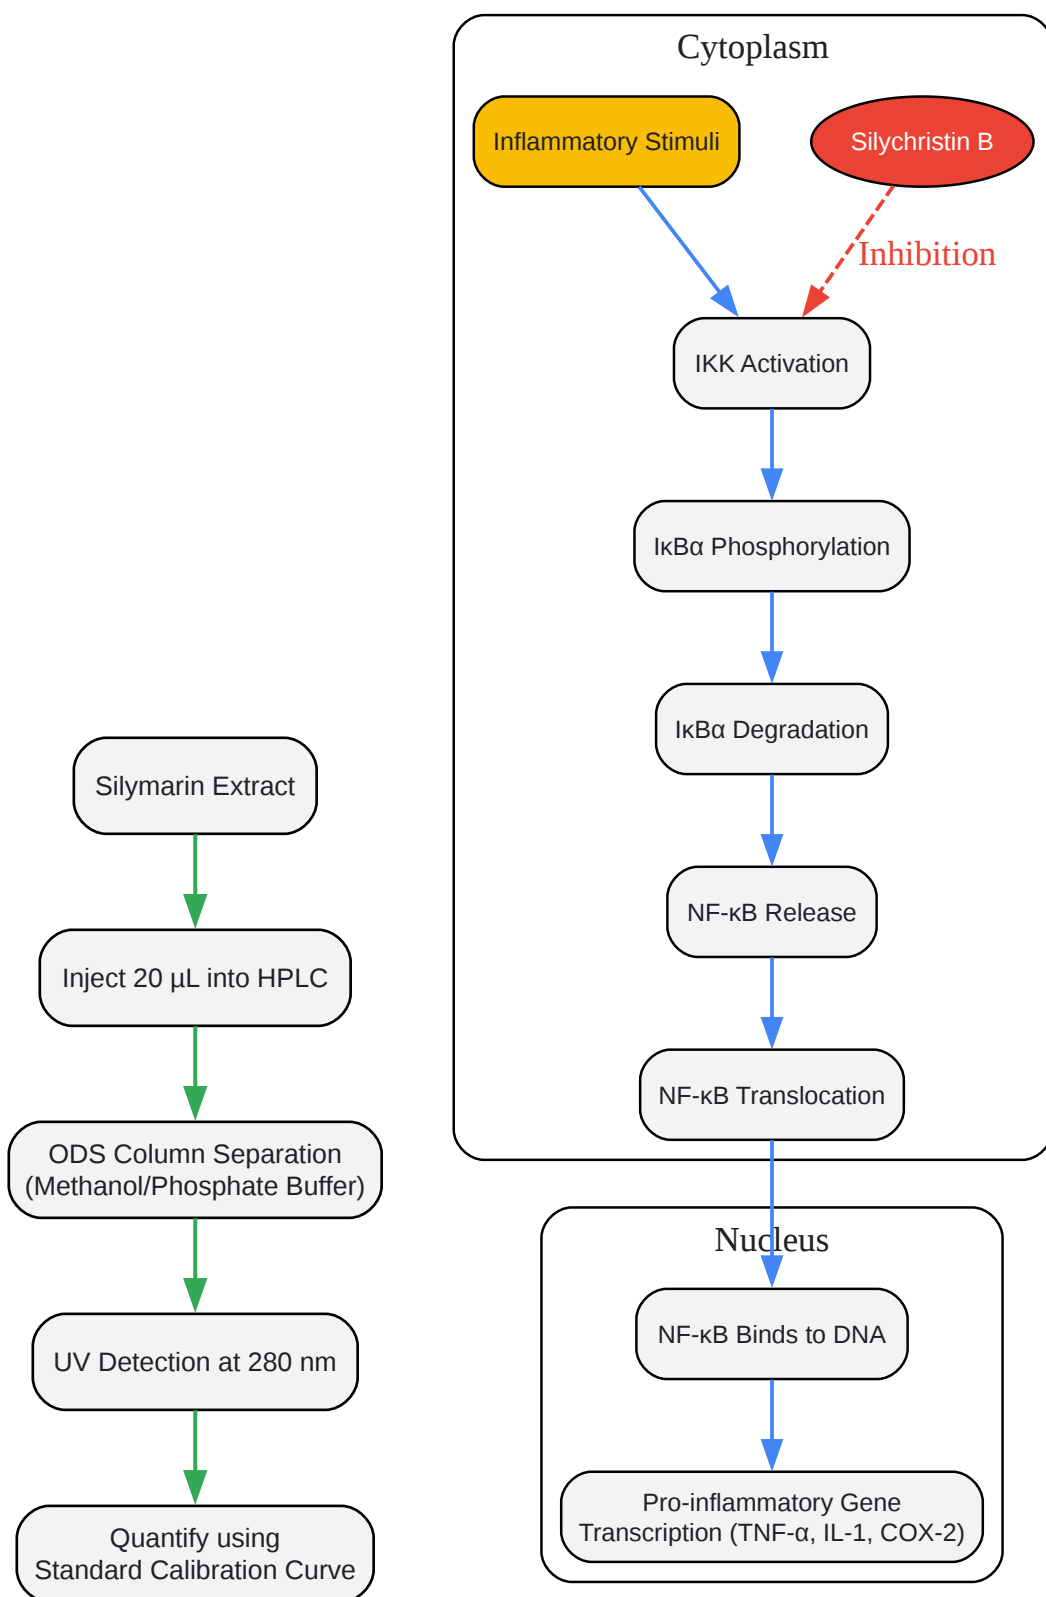 Cytoplasm
Inflammatory Stimuli
Silychristin B
Inhibition
IKK Activation
IκBα Phosphorylation
IκBα Degradation
NF-κB Release
NF-κB Translocation
Nucleus
NF-κB Binds to DNA
Pro-inflammatory Gene
Transcription (TNF-α, IL-1, COX-2)
Silymarin Extract
Inject 20 µL into HPLC
ODS Column Separation
(Methanol/Phosphate Buffer)
UV Detection at 280 nm
Quantify using
Standard Calibration Curve